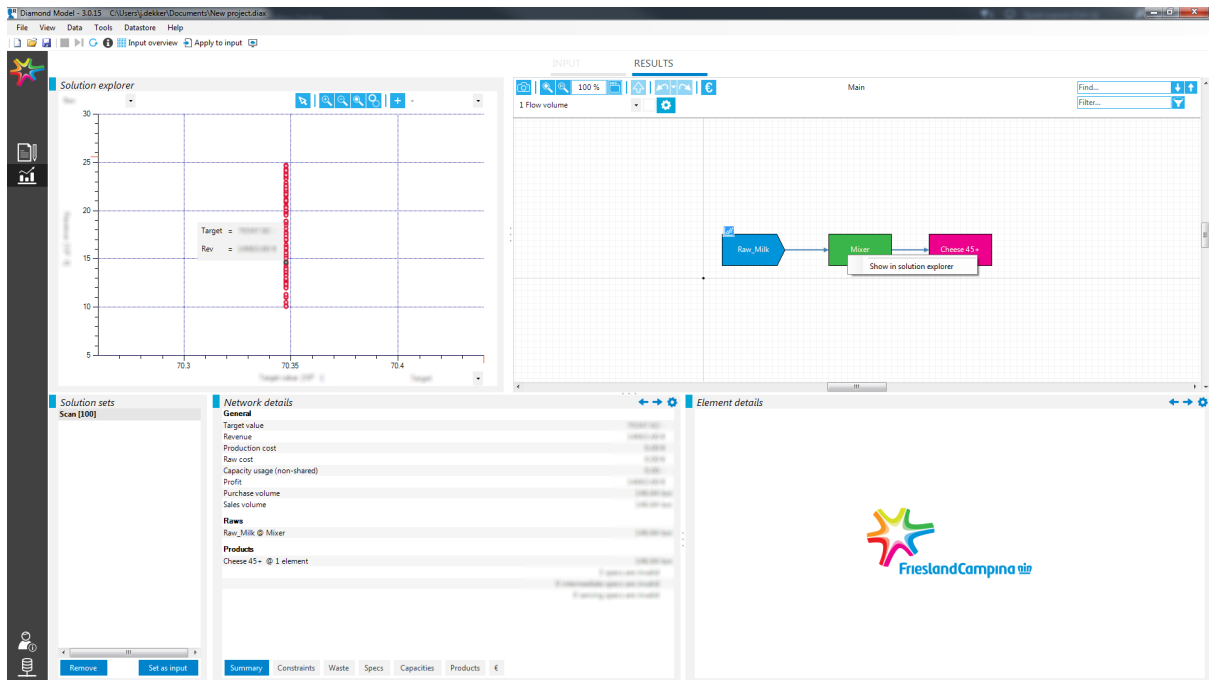 Diamond Model - 3.0.15 C:\Users\j.dekker\Documents\New project.diax
File View Data Tools Datastore Help
Input overview Apply to input
INPUT RESULTS
Solution explorer
100 % €
Main
Find...
1 Flow volume
Filter...
30
25
20
15
10
5
70.3 70.35 70.4
Target =
Rev =
Target value
Target
Raw_Milk Mixer Cheese 45+
Show in solution explorer
Solution sets
Scan [100]
Remove Set as input
Network details
General
Target value
Revenue
Production cost
Raw cost
Capacity usage (non-shared)
Profit
Purchase volume
Sales volume
Raws
Raw_Milk @ Mixer
Products
Cheese 45+ @ 1 element
Summary Constraints Waste Specs Capacities Products €
Element details
FrieslandCampina